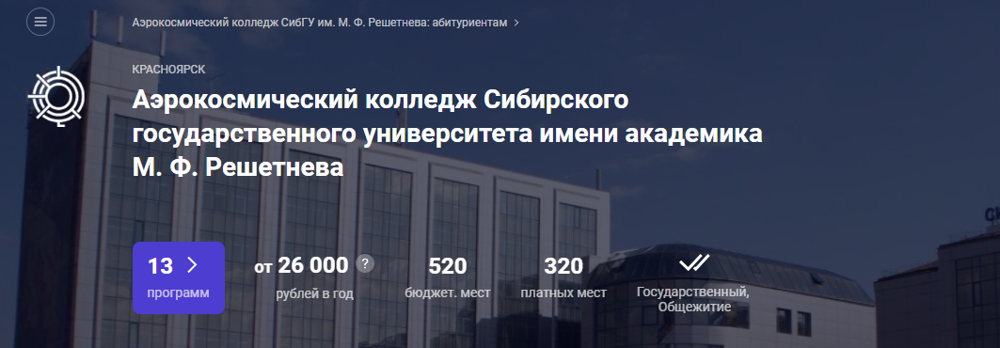 Аэрокосмический колледж СибГУ им. М. Ф. Решетнева: абитуриентам
КРАСНОЯРСК
Аэрокосмический колледж Сибирского
государственного университета имени академика
М. Ф. Решетнева
13
программ
от 26 000 ?
рублей в год
520
бюджет. мест
320
платных мест
Государственный,
Общежитие